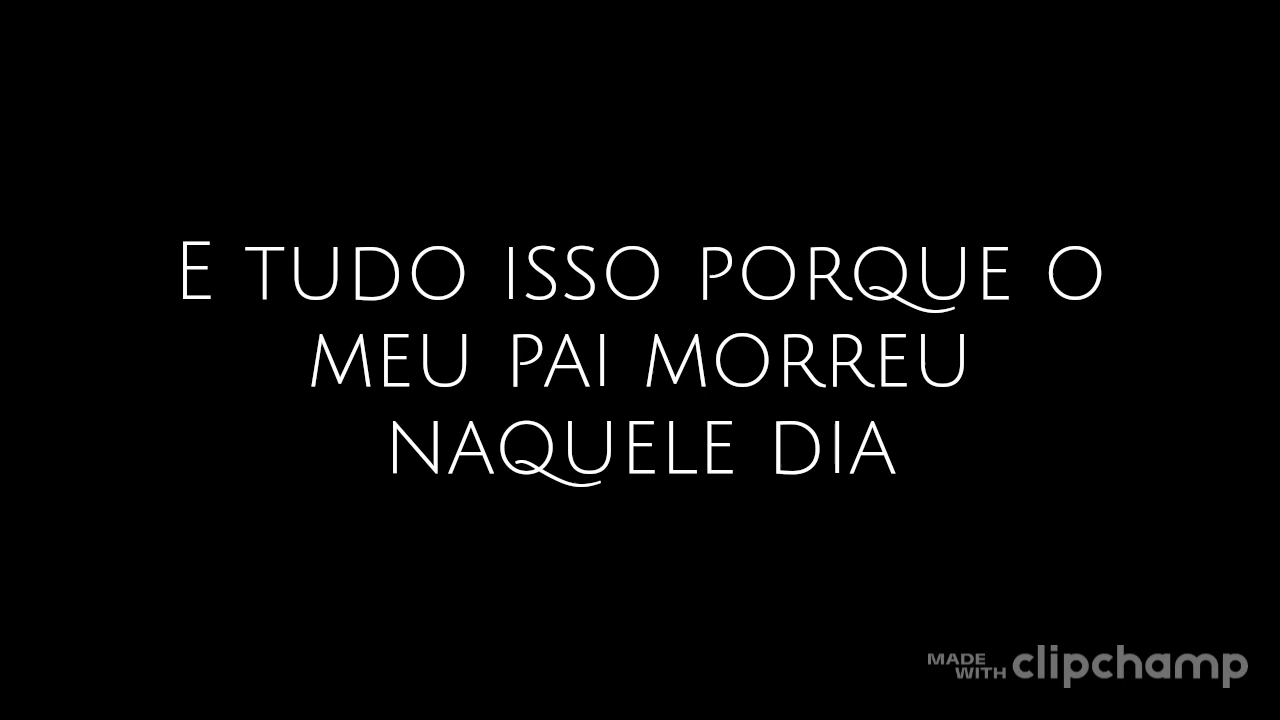 E TUDO ISSO PORQUE O
MEU PAI MORREU
NAQUELE DIA
MADE
WITH clipchamp